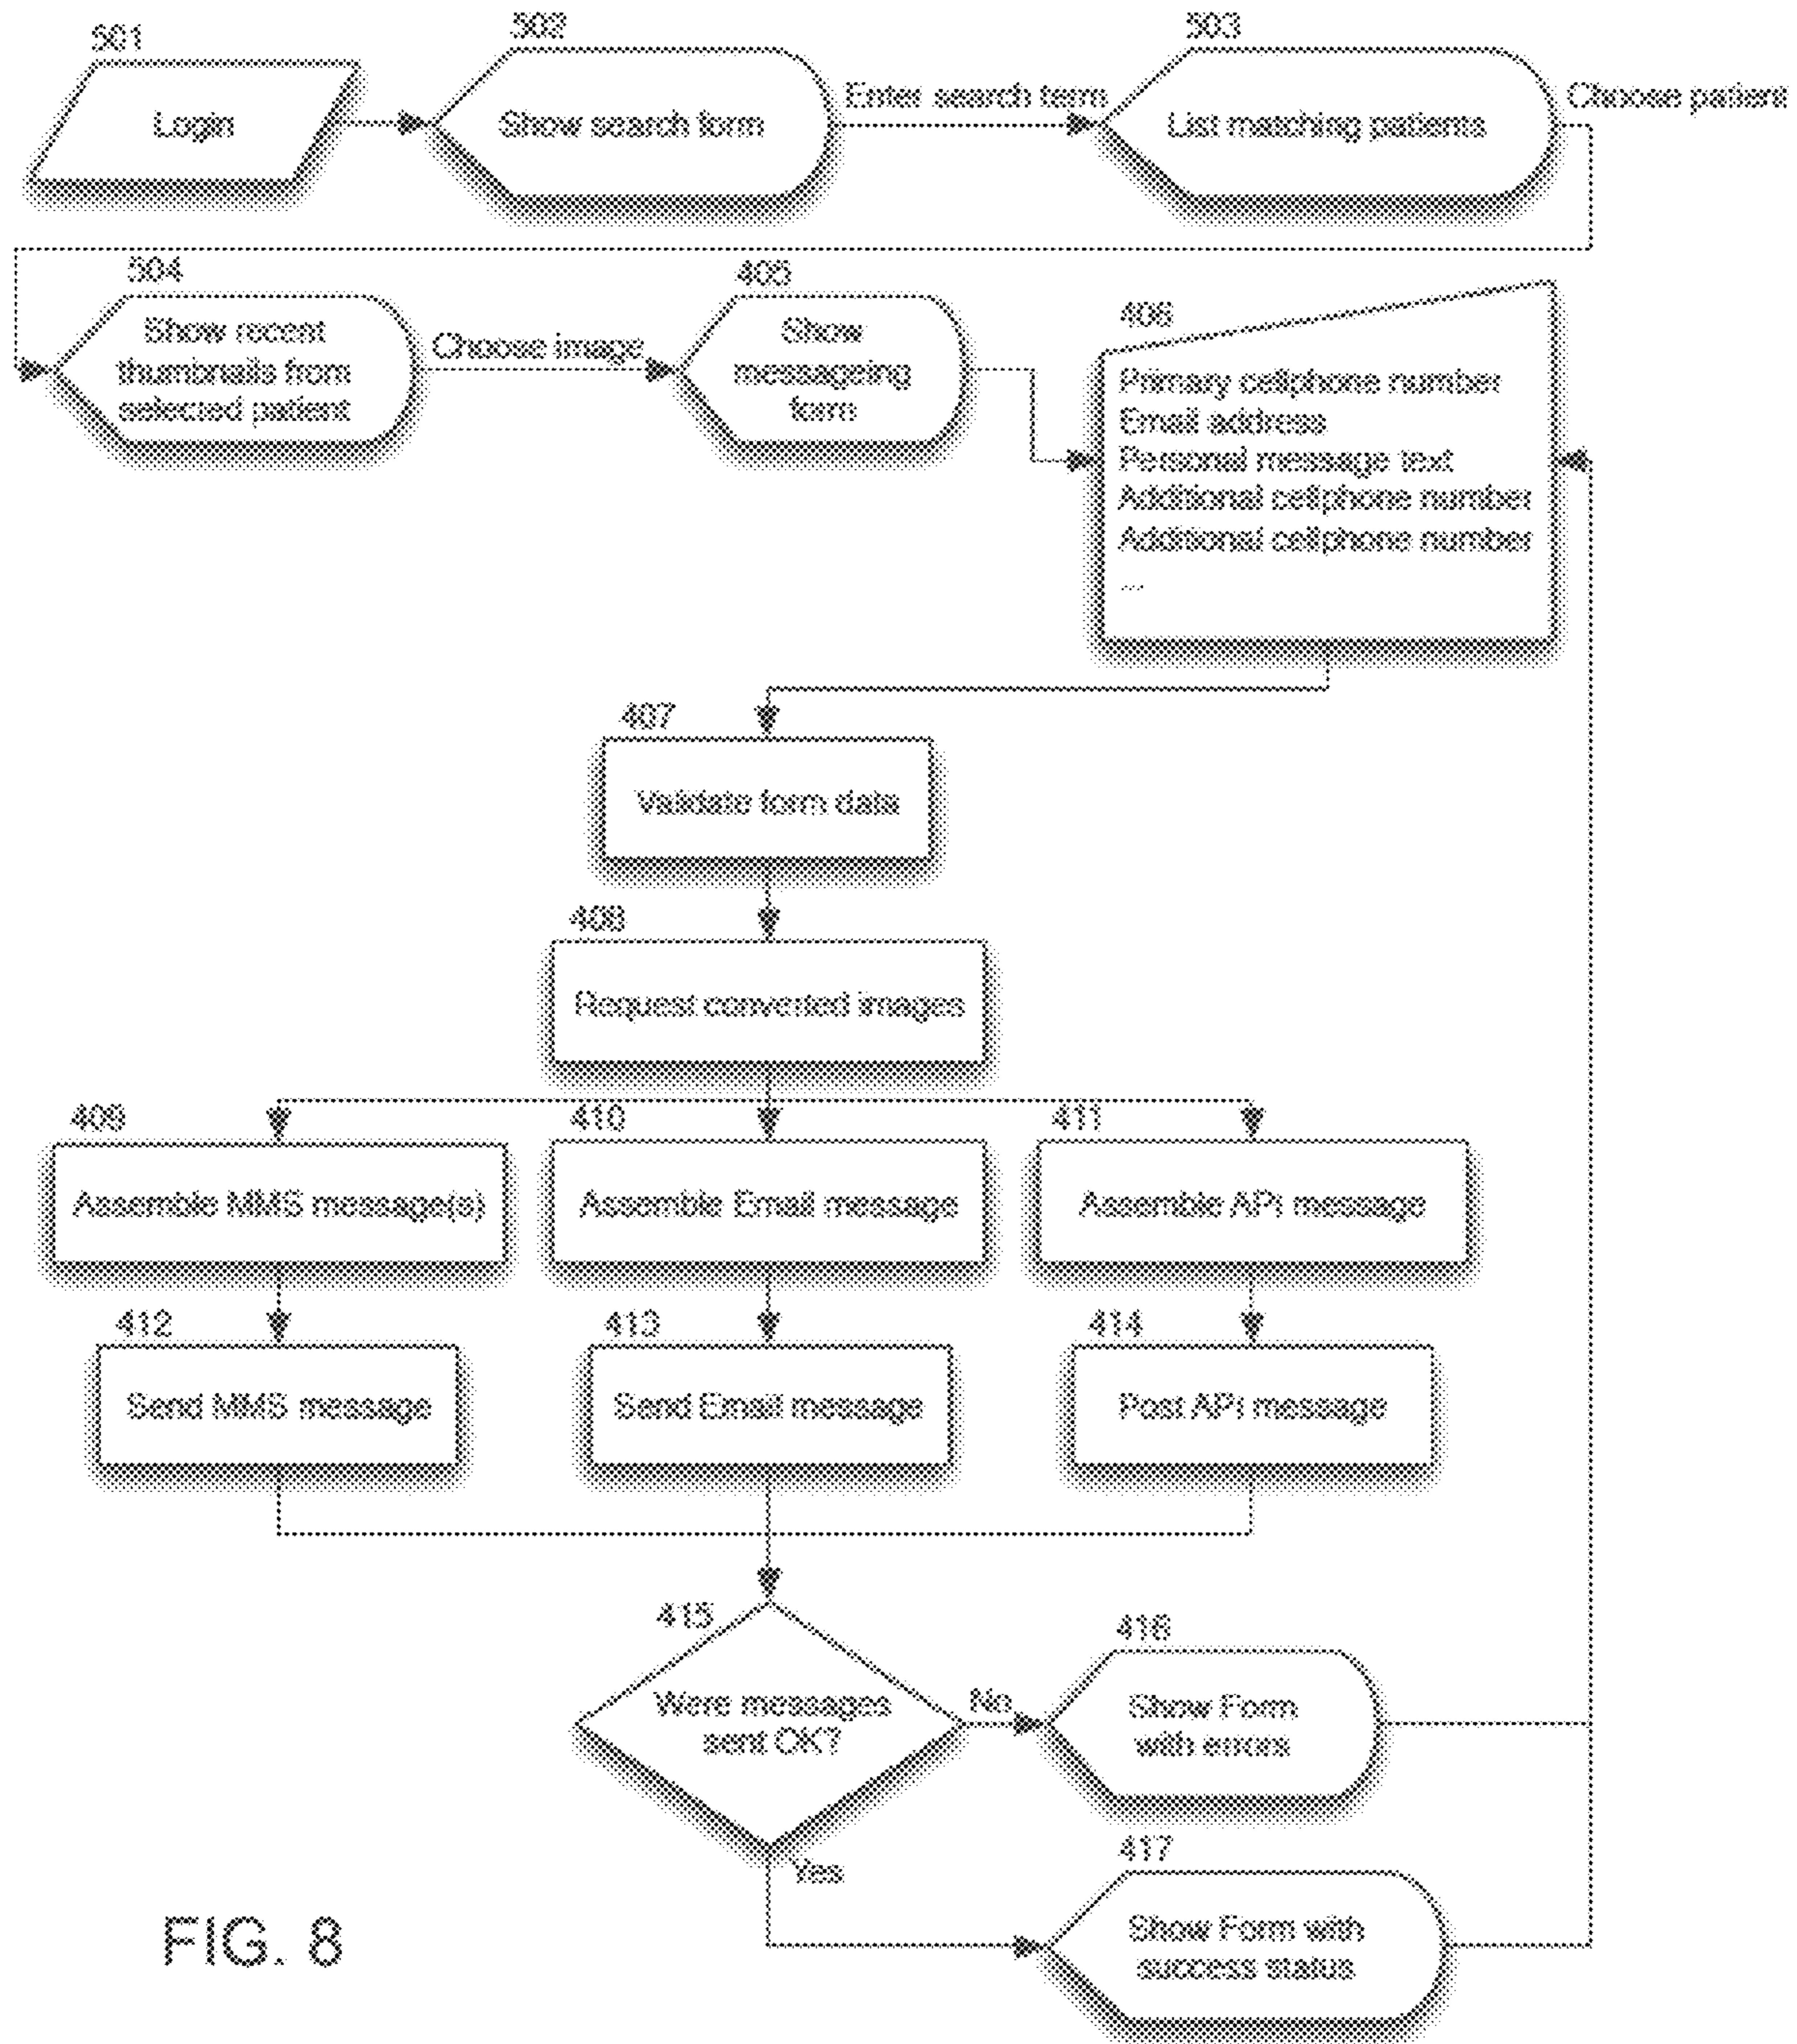 501
502
503
Login
Show search form
Enter search term
List matching patients
Choose patient
504
405
406
Show recent
thumbnails from
selected patient
Choose image
Show
messageing
form
Primary cellphone number
Email address
Personal message text
Additional cellphone number
Additional cellphone number
...
407
Validate form data
408
Request converted images
409
410
411
Assemble MMS message(s)
Assemble Email message
Assemble API message
412
413
414
Send MMS message
Send Email message
Post API message
415
Were messages
sent OK?
No
416
Show Form
with errors
Yes
417
Show Form with
success status
FIG. 8